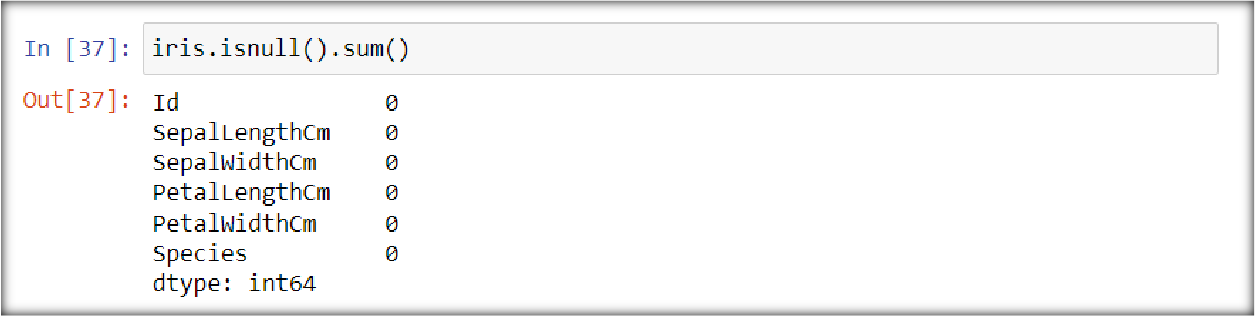 In [37]: iris.isnull().sum()
Out[37]: Id 0
SepalLengthCm 0
SepalWidthCm 0
PetalLengthCm 0
PetalWidthCm 0
Species 0
dtype: int64